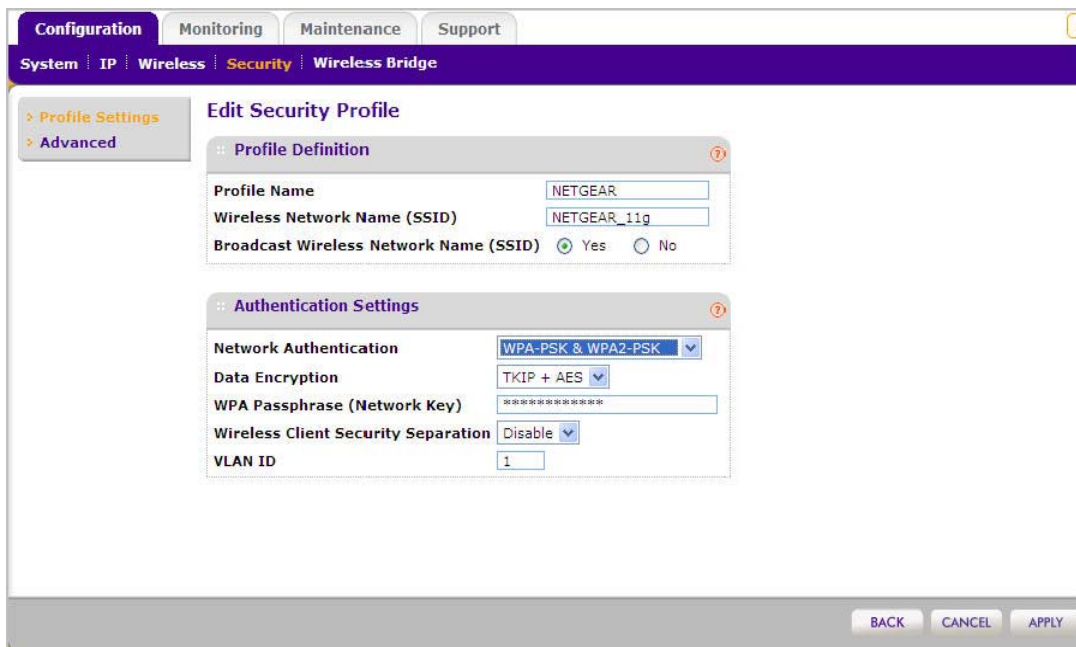 Configuration Monitoring Maintenance Support
System IP Wireless Security Wireless Bridge
Profile Settings
Advanced
Edit Security Profile
Profile Definition
Profile Name NETGEAR
Wireless Network Name (SSID) NETGEAR_11g
Broadcast Wireless Network Name (SSID) Yes No
Authentication Settings
Network Authentication WPA-PSK & WPA2-PSK
Data Encryption TKIP + AES
WPA Passphrase (Network Key) ************
Wireless Client Security Separation Disable
VLAN ID 1
BACK CANCEL APPLY